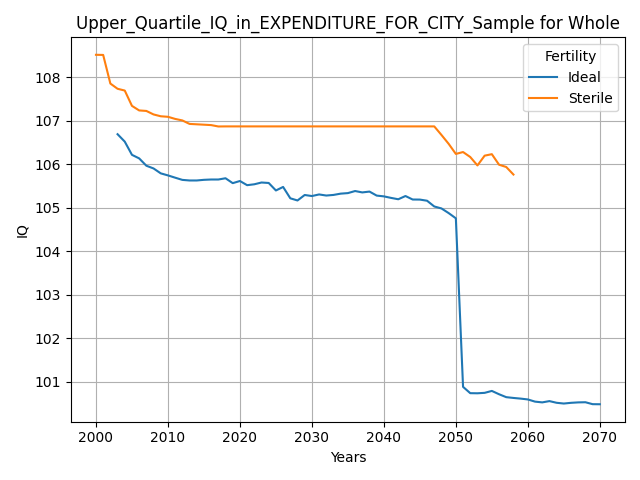 Upper_Quartile_IQ_in_EXPENDITURE_FOR_CITY_Sample for Whole
Fertility
Ideal
Sterile
108
107
106
105
104
103
102
101
IQ
2000 2010 2020 2030 2040 2050 2060 2070
Years